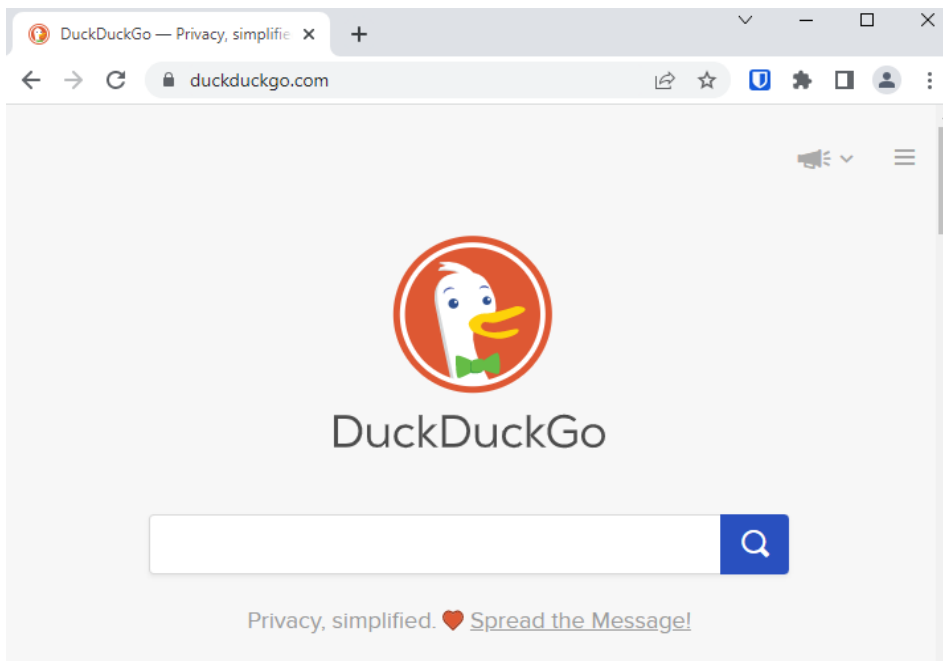 DuckDuckGo — Privacy, simplifie
duckduckgo.com
DuckDuckGo
Privacy, simplified. Spread the Message!